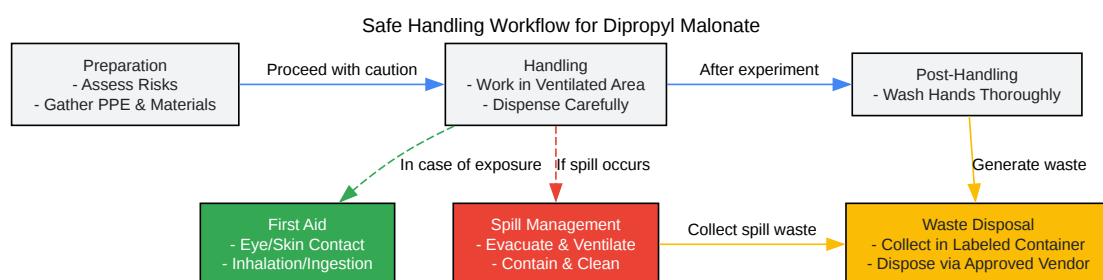 Safe Handling Workflow for Dipropyl Malonate
Preparation
- Assess Risks
- Gather PPE & Materials
Proceed with caution
Handling
- Work in Ventilated Area
- Dispense Carefully
After experiment
Post-Handling
- Wash Hands Thoroughly
In case of exposure
If spill occurs
Generate waste
First Aid
- Eye/Skin Contact
- Inhalation/Ingestion
Spill Management
- Evacuate & Ventilate
- Contain & Clean
Collect spill waste
Waste Disposal
- Collect in Labeled Container
- Dispose via Approved Vendor